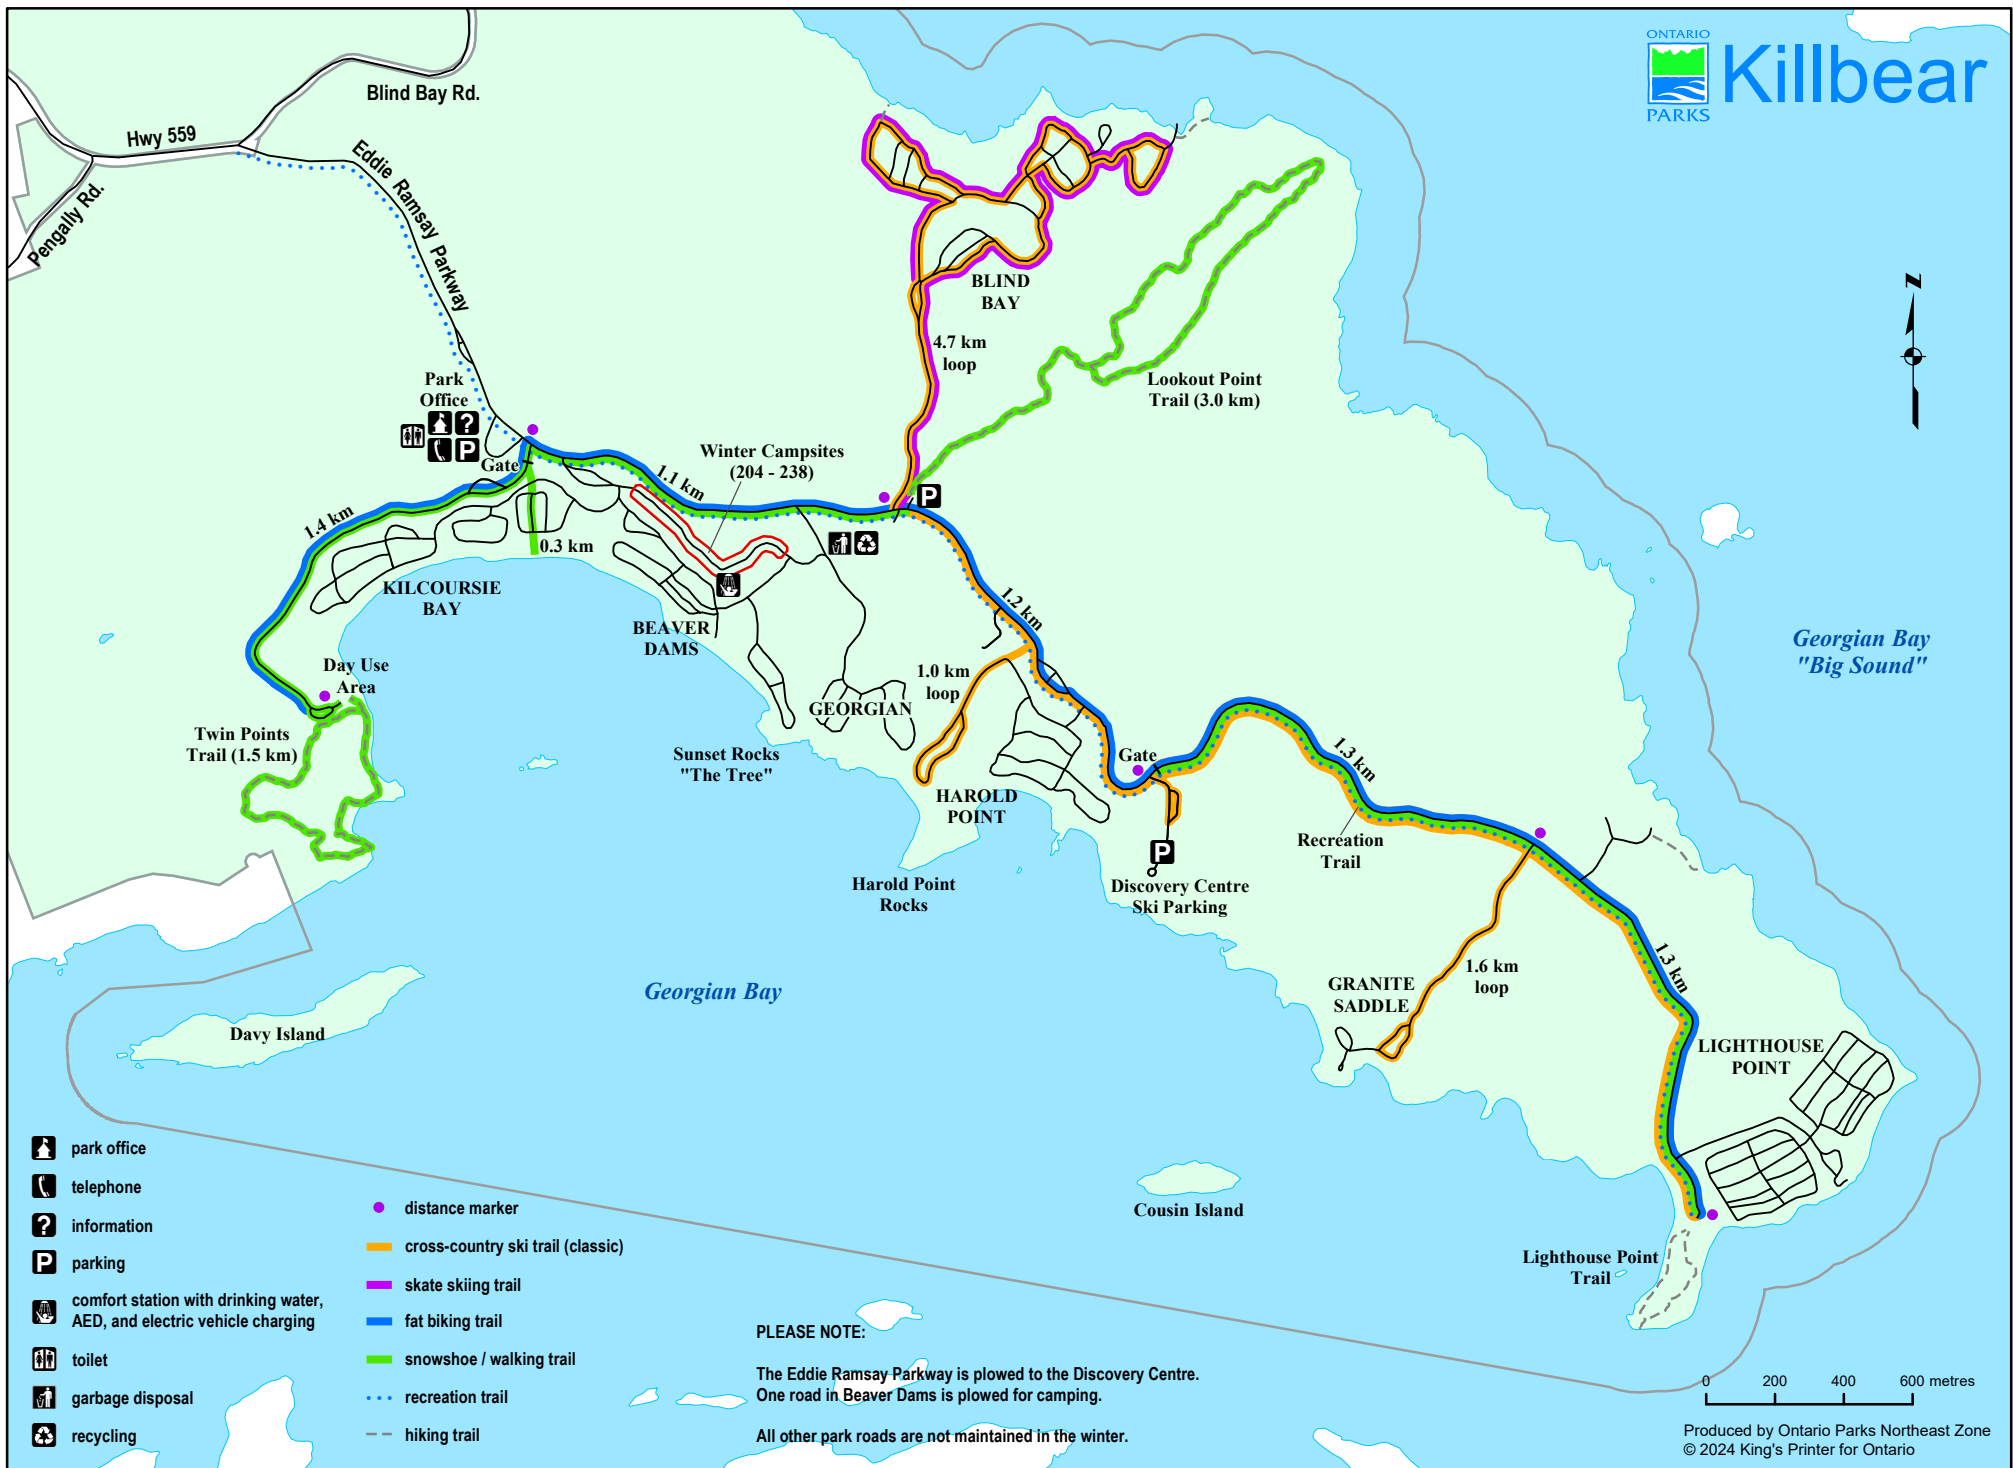 ONTARIO
PARKS
Killbear
Blind Bay Rd.
Hwy 559
Eddie Ramsay Parkway
Pengally Rd.
BLIND
BAY
4.7 km
loop
Lookout Point
Trail (3.0 km)
Park
Office
?
P
Gate
Winter Campsites
(204 - 238)
1.1 km
P
1.4 km
0.3 km
KILCOURSIE
BAY
BEAVER
DAMS
1.2 km
Day Use
Area
1.0 km
loop
GEORGIAN
Twin Points
Trail (1.5 km)
Sunset Rocks
"The Tree"
Gate
1.3 km
HAROLD
POINT
Recreation
Trail
P
Harold Point
Rocks
Discovery Centre
Ski Parking
Georgian Bay
"Big Sound"
1.3 km
1.6 km
loop
GRANITE
SADDLE
Georgian Bay
Davy Island
LIGHTHOUSE
POINT
Cousin Island
Lighthouse Point
Trail
N
park office
telephone
? information
P parking
comfort station with drinking water,
AED, and electric vehicle charging
toilet
garbage disposal
recycling
distance marker
cross-country ski trail (classic)
skate skiing trail
fat biking trail
snowshoe / walking trail
recreation trail
hiking trail
PLEASE NOTE:
The Eddie Ramsay Parkway is plowed to the Discovery Centre.
One road in Beaver Dams is plowed for camping.
All other park roads are not maintained in the winter.
0 200 400 600 metres
Produced by Ontario Parks Northeast Zone
© 2024 King's Printer for Ontario